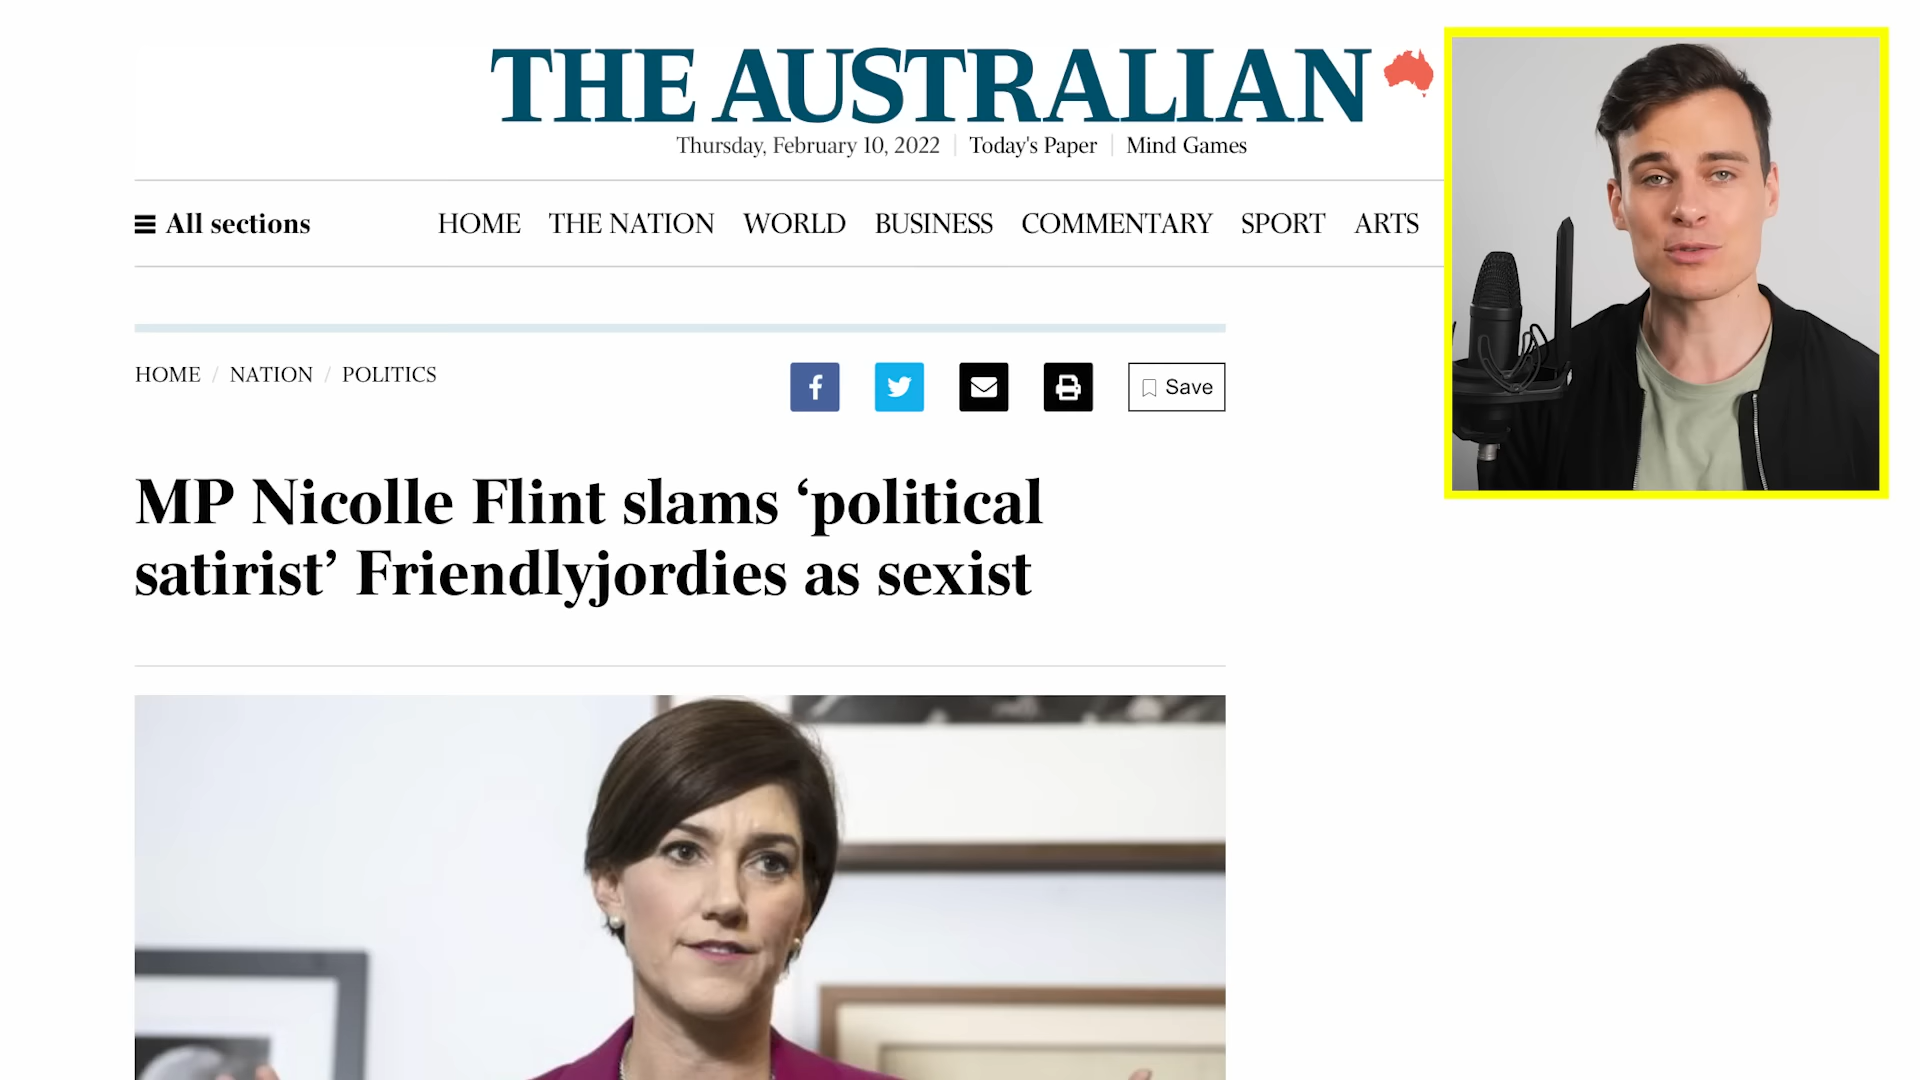 THE AUSTRALIAN
Thursday, February 10, 2022 | Today's Paper | Mind Games
All sections HOME THE NATION WORLD BUSINESS COMMENTARY SPORT ARTS
HOME / NATION / POLITICS
f Save
MP Nicolle Flint slams ‘political
satirist’ Friendlyjordies as sexist